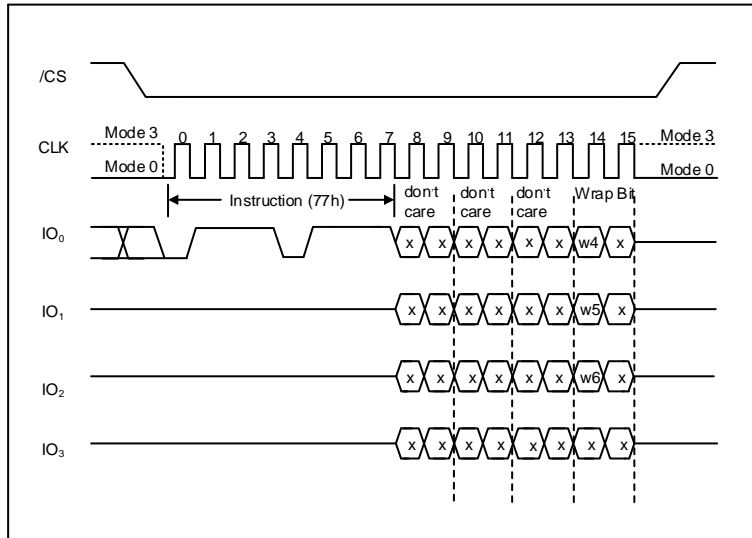 /CS
Mode 3 0 1 2 3 4 5 6 7 8 9 10 11 12 13 14 15 Mode 3
CLK
Mode 0 Mode 0
Instruction (77h) don't care don't care don't care Wrap Bit
IO0 x x x x x x w4 x
IO1 x x x x x x w5 x
IO2 x x x x x x w6 x
IO3 x x x x x x x x